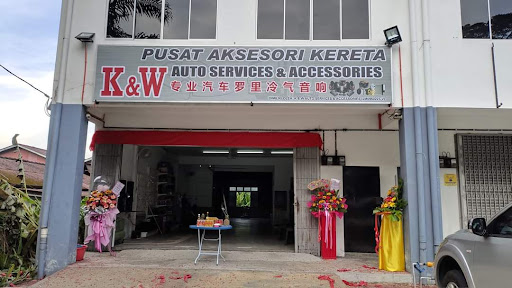 PUSAT AKSESORI KERETA
K&W AUTO SERVICES & ACCESSORIES
专业汽车罗里冷气音响